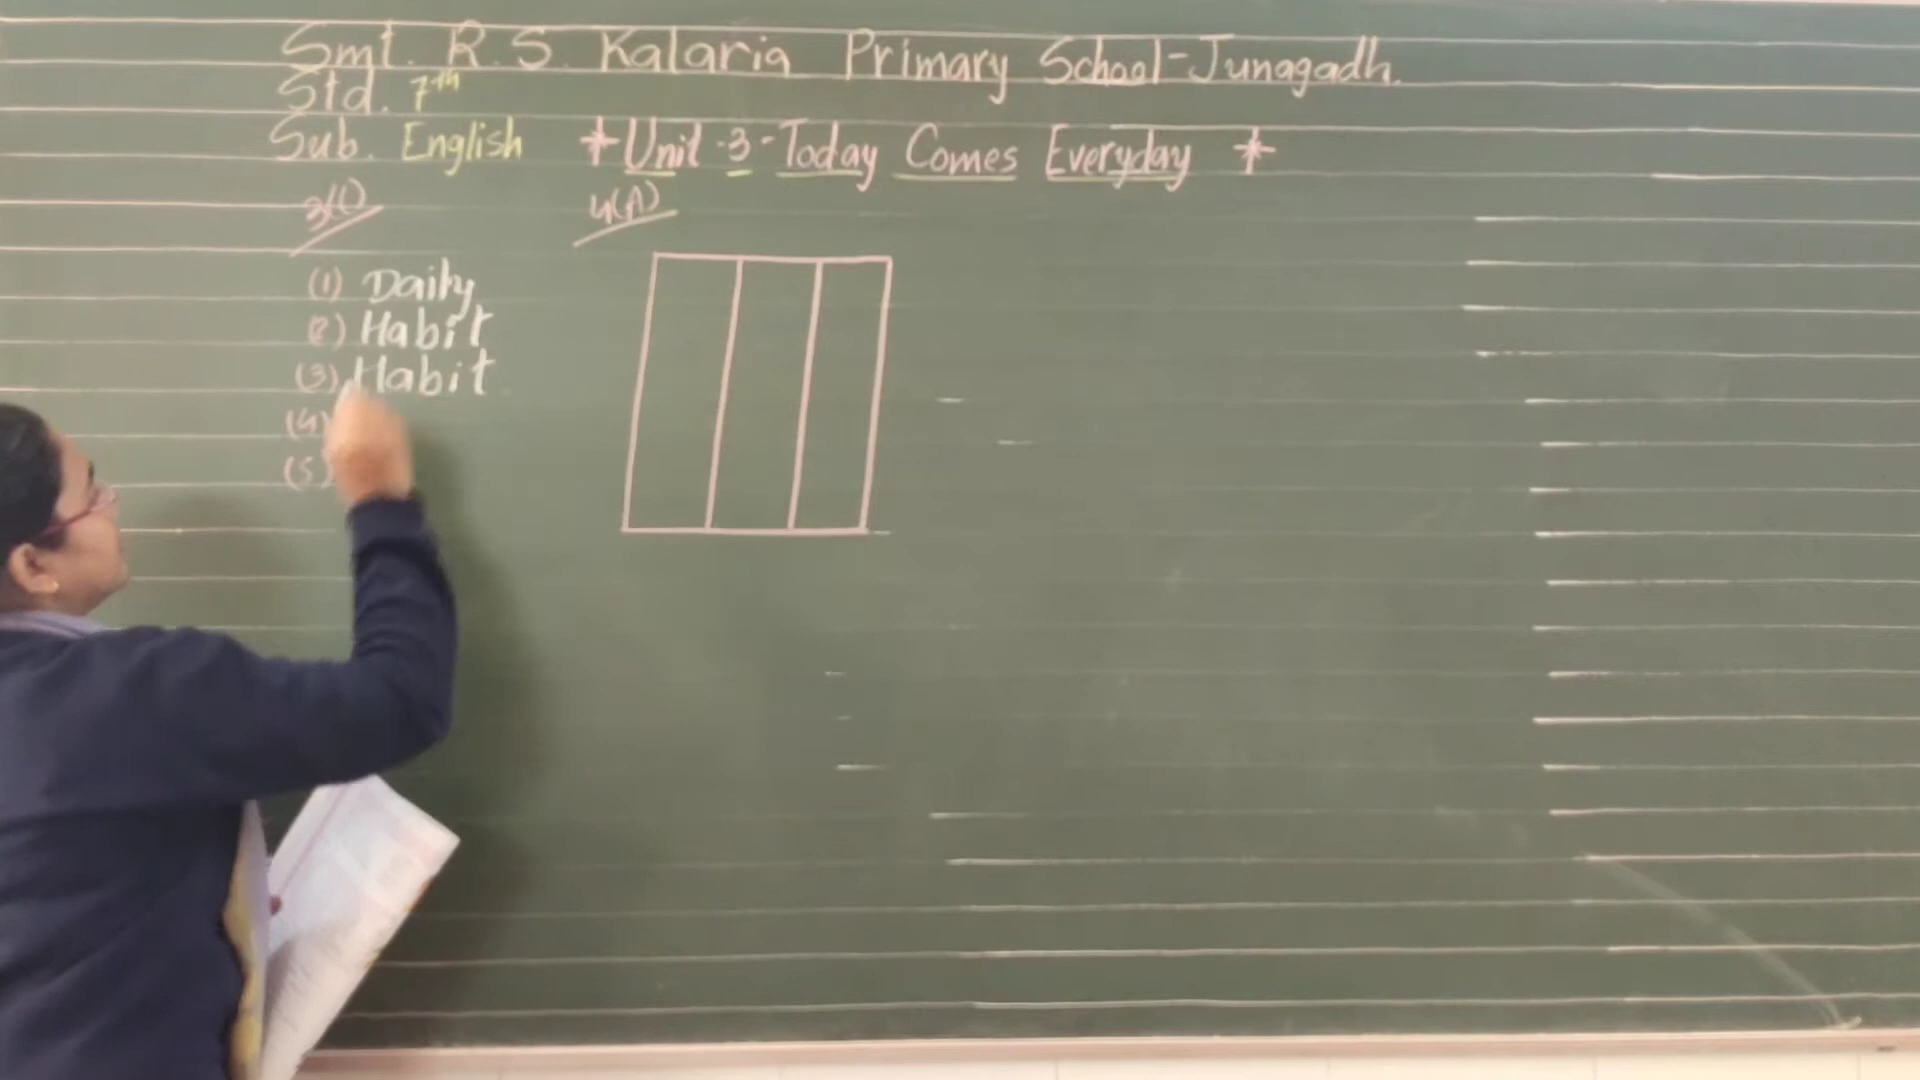 Smt. R. S. Kalaria Primary School - Junagadh.
Std. 7th
Sub. English * Unit - 3 - Today Comes Everyday *
3(C) 4(A)
(1) Daily
(2) Habit
(3) Habit
(4)
(5)